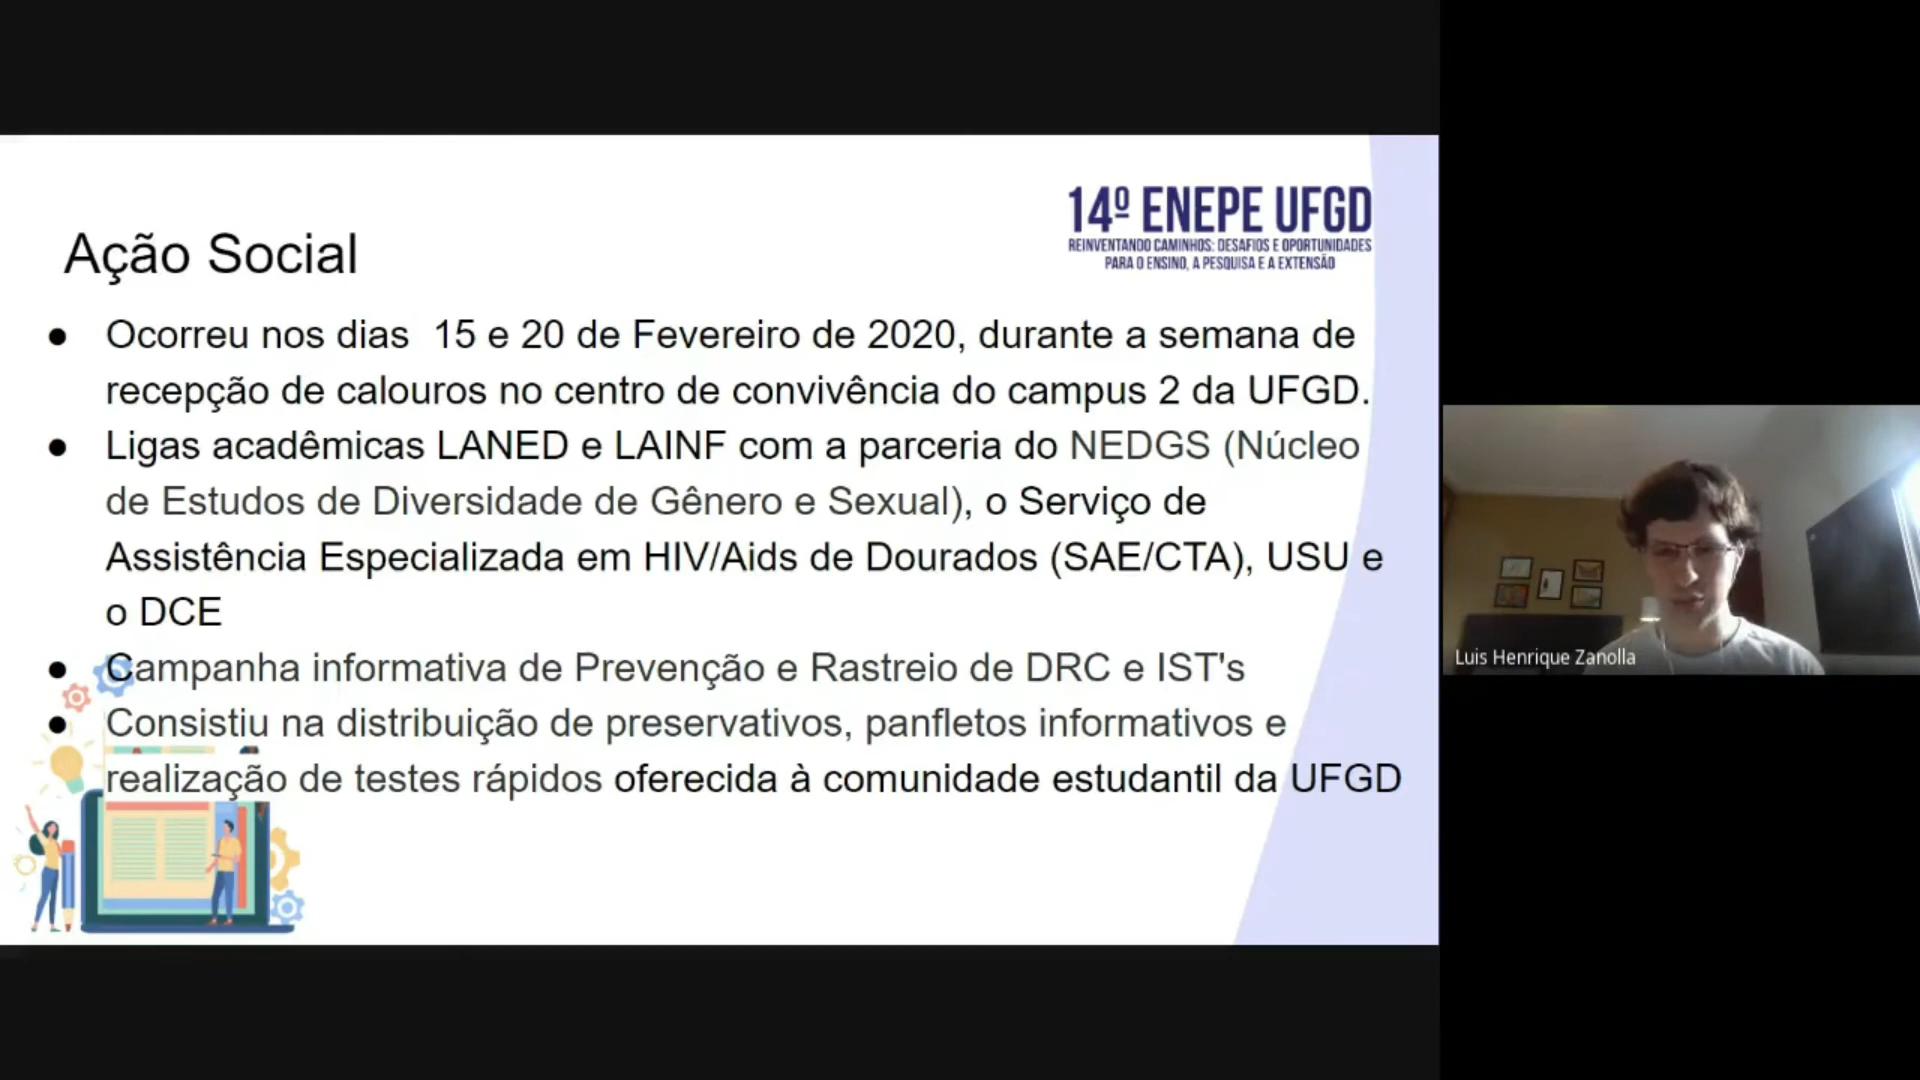 14º ENEPE UFGD
REINVENTANDO CAMINHOS: DESAFIOS E OPORTUNIDADES
PARA O ENSINO, A PESQUISA E A EXTENSÃO
Ação Social
● Ocorreu nos dias  15 e 20 de Fevereiro de 2020, durante a semana de
recepção de calouros no centro de convivência do campus 2 da UFGD.
● Ligas acadêmicas LANED e LAINF com a parceria do NEDGS (Núcleo
de Estudos de Diversidade de Gênero e Sexual), o Serviço de
Assistência Especializada em HIV/Aids de Dourados (SAE/CTA), USU e
o DCE
● Campanha informativa de Prevenção e Rastreio de DRC e IST's
● Consistiu na distribuição de preservativos, panfletos informativos e
realização de testes rápidos oferecida à comunidade estudantil da UFGD
Luis Henrique Zanolla